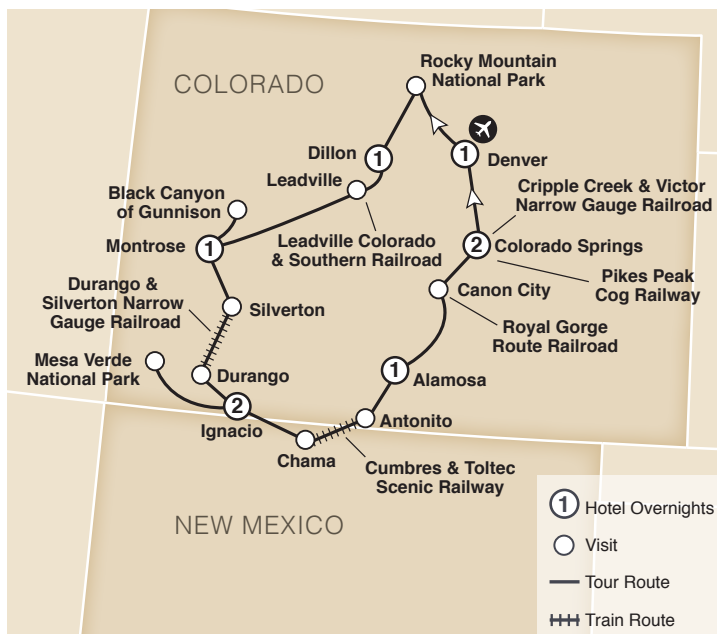 Rocky Mountain
National Park
COLORADO
Dillon
1
1
Denver
Leadville
Cripple Creek & Victor
Narrow Gauge Railroad
Black Canyon
of Gunnison
Montrose
1
Leadville Colorado
& Southern Railroad
2
Colorado Springs
Pikes Peak
Cog Railway
Durango &
Silverton Narrow
Gauge Railroad
Silverton
Canon City
Royal Gorge
Route Railroad
Mesa Verde
National Park
Durango
1
Alamosa
2
Ignacio
Antonito
Chama
Cumbres & Toltec
Scenic Railway
NEW MEXICO
1 Hotel Overnights
Visit
Tour Route
Train Route